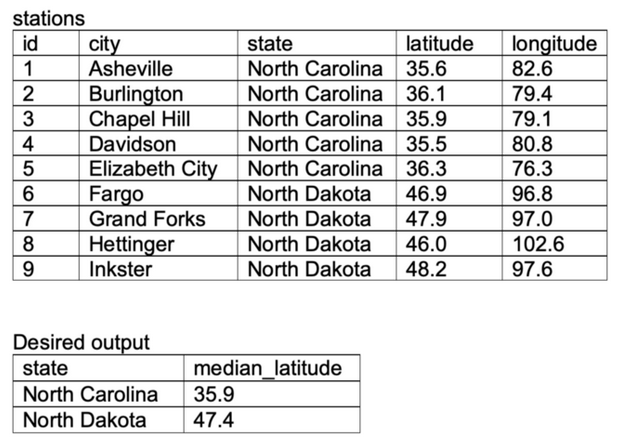 stations
id city state latitude longitude
1 Asheville North Carolina 35.6 82.6
2 Burlington North Carolina 36.1 79.4
3 Chapel Hill North Carolina 35.9 79.1
4 Davidson North Carolina 35.5 80.8
5 Elizabeth City North Carolina 36.3 76.3
6 Fargo North Dakota 46.9 96.8
7 Grand Forks North Dakota 47.9 97.0
8 Hettinger North Dakota 46.0 102.6
9 Inkster North Dakota 48.2 97.6
Desired output
state median_latitude
North Carolina 35.9
North Dakota 47.4